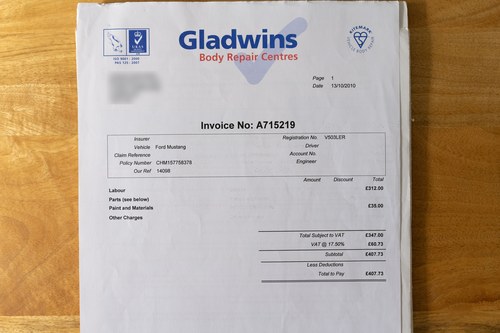 Gladwins
Body Repair Centres
Page 1
Date 13/10/2010
Invoice No: A715219
Insurer Registration No. V503LER
Vehicle Ford Mustang Driver
Claim Reference Account No.
Policy Number CHM157758378 Engineer
Our Ref 14098
Amount Discount Total
Labour £312.00
Parts (see below)
Paint and Materials £35.00
Other Charges
Total Subject to VAT £347.00
VAT @ 17.50% £60.73
Subtotal £407.73
Less Deductions
Total to Pay £407.73